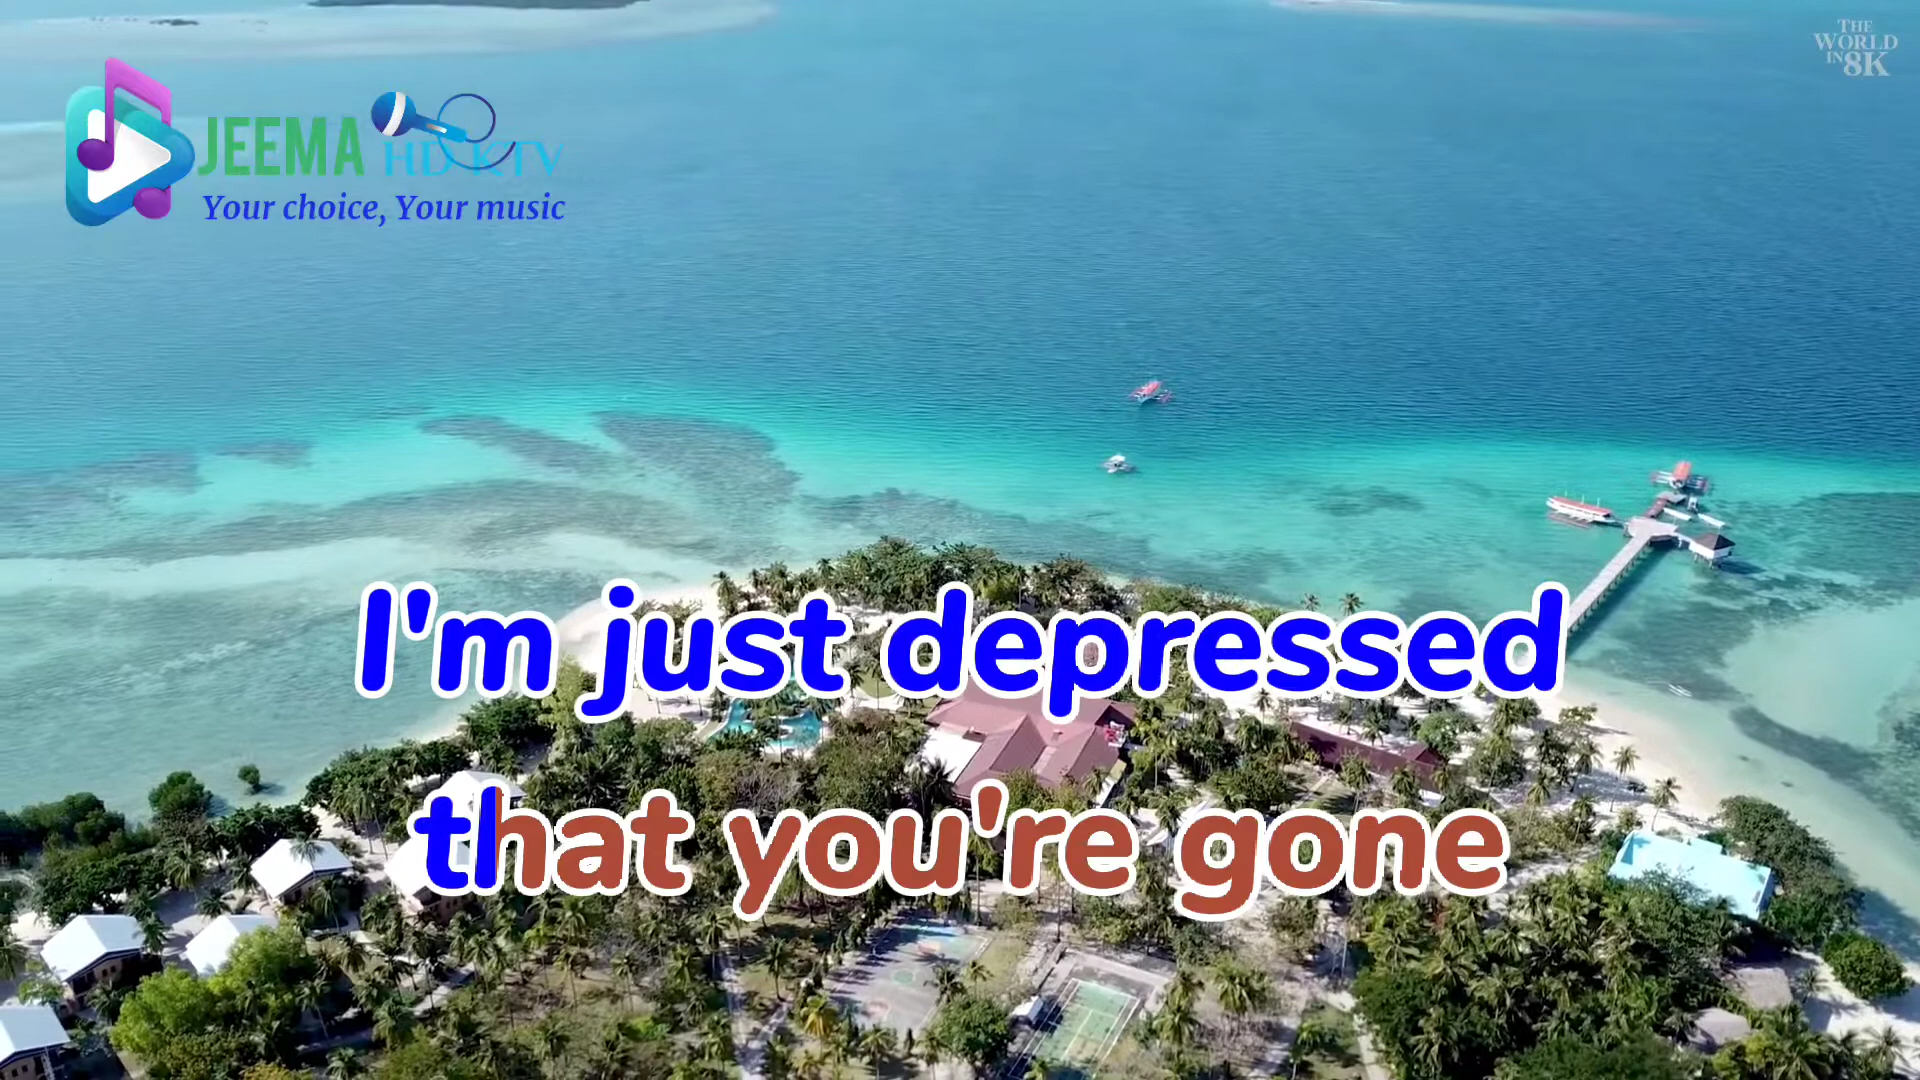 THE
WORLD
IN 8K
JEEMA HD KTV
Your choice, Your music
I'm just depressed
that you're gone